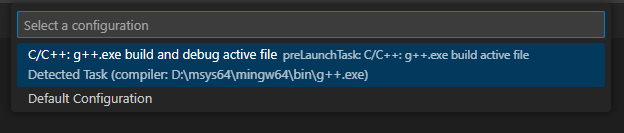 Select a configuration
C/C++: g++.exe build and debug active file preLaunchTask: C/C++: g++.exe build active file
Detected Task (compiler: D:\msys64\mingw64\bin\g++.exe)
Default Configuration